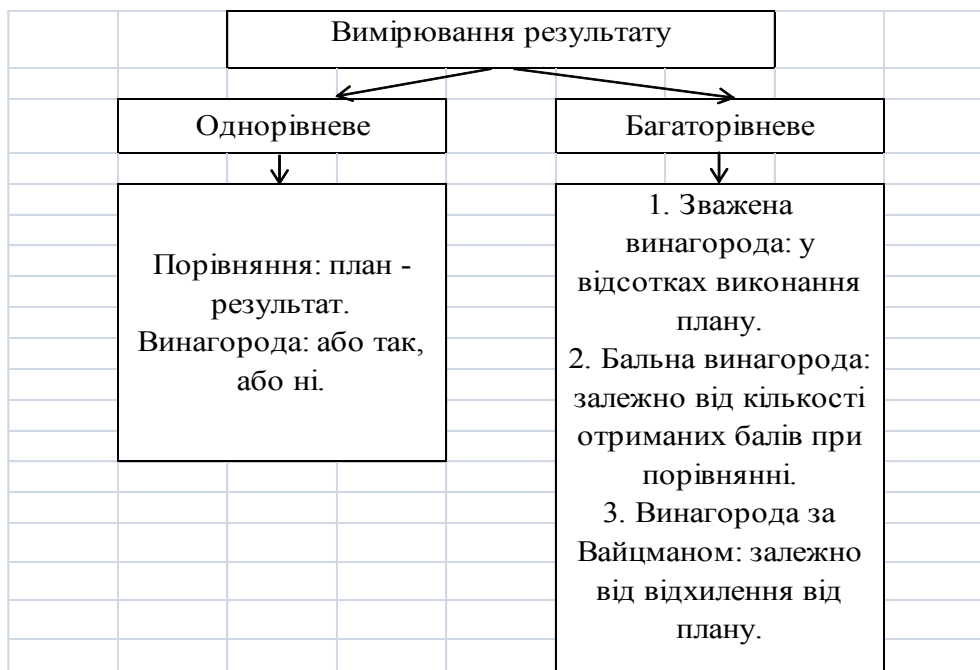 Вимірювання результату
Однорівневе
Багаторівневе
Порівняння: план -
результат.
Винагорода: або так,
або ні.
1. Зважена
винагорода: у
відсотках виконання
плану.
2. Бальна винагорода:
залежно від кількості
отриманих балів при
порівнянні.
3. Винагорода за
Вайцманом: залежно
від відхилення від
плану.